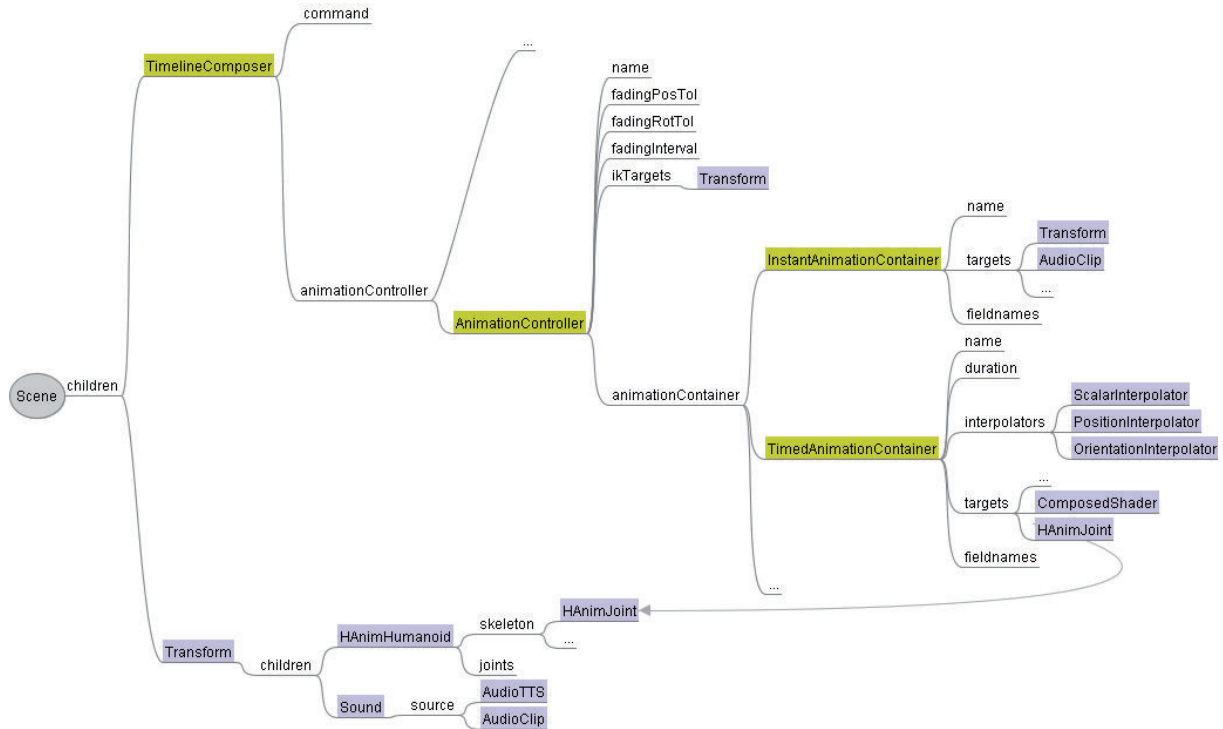 command
...
TimelineComposer
name
fadingPosTol
fadingRotTol
fadingInterval
ikTargets
Transform
name
Transform
InstantAnimationContainer
targets
AudioClip
...
animationController
AnimationController
fieldnames
name
duration
Scene
children
animationContainer
ScalarInterpolator
interpolators
PositionInterpolator
TimedAnimationContainer
OrientationInterpolator
...
targets
ComposedShader
HAnimJoint
fieldnames
...
HAnimJoint
skeleton
HAnimHumanoid
...
Transform
children
joints
AudioTTS
Sound
source
AudioClip